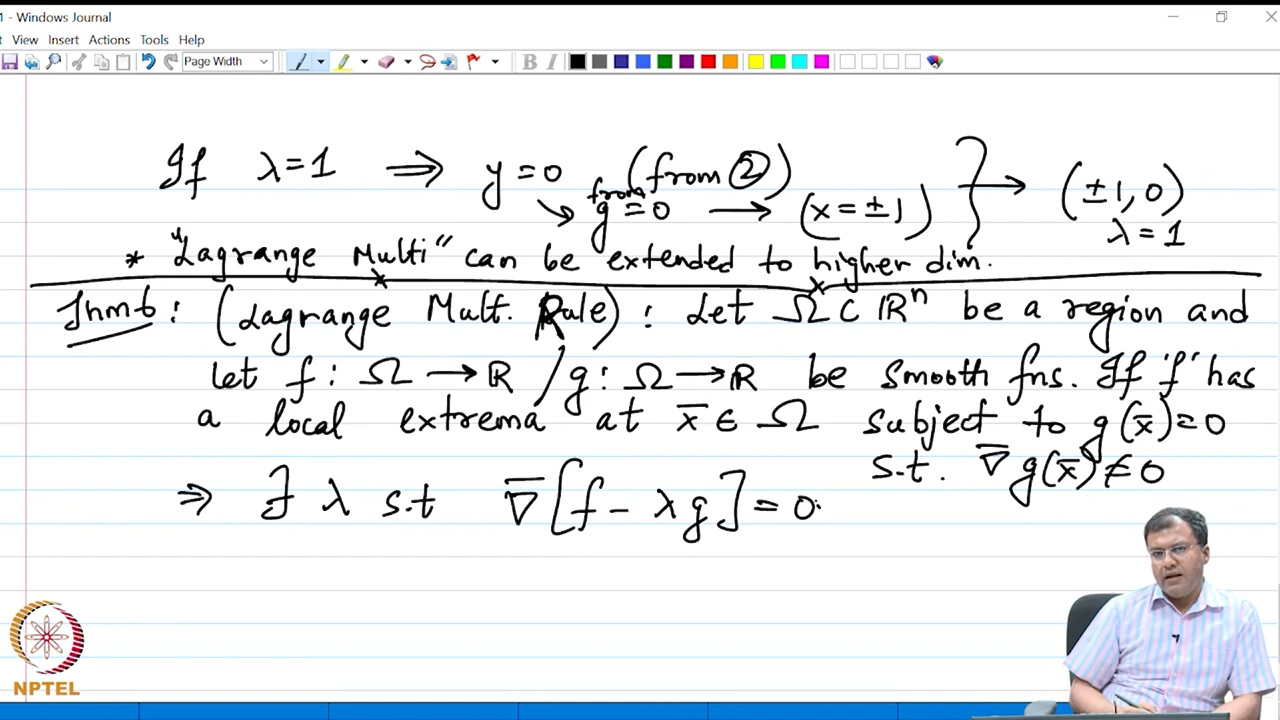 1 - Windows Journal
View Insert Actions Tools Help
Page Width
B I
If λ=1 ⟹ y=0 (from ②)
from g=0 → (x=±1) } → (±1, 0)
λ=1
* "Lagrange Multi" can be extended to higher dim.
Thm6: (Lagrange Mult. Rule): Let Ω ⊂ ℝⁿ be a region and
let f: Ω → ℝ / g: Ω → ℝ be smooth fns. If 'f' has
a local extrema at x̄ ∈ Ω subject to g(x̄)=0
s.t. ∇̄ g(x̄) ≠ 0
⇒ ∃ λ s.t ∇̄ [f - λg] = 0.
NPTEL